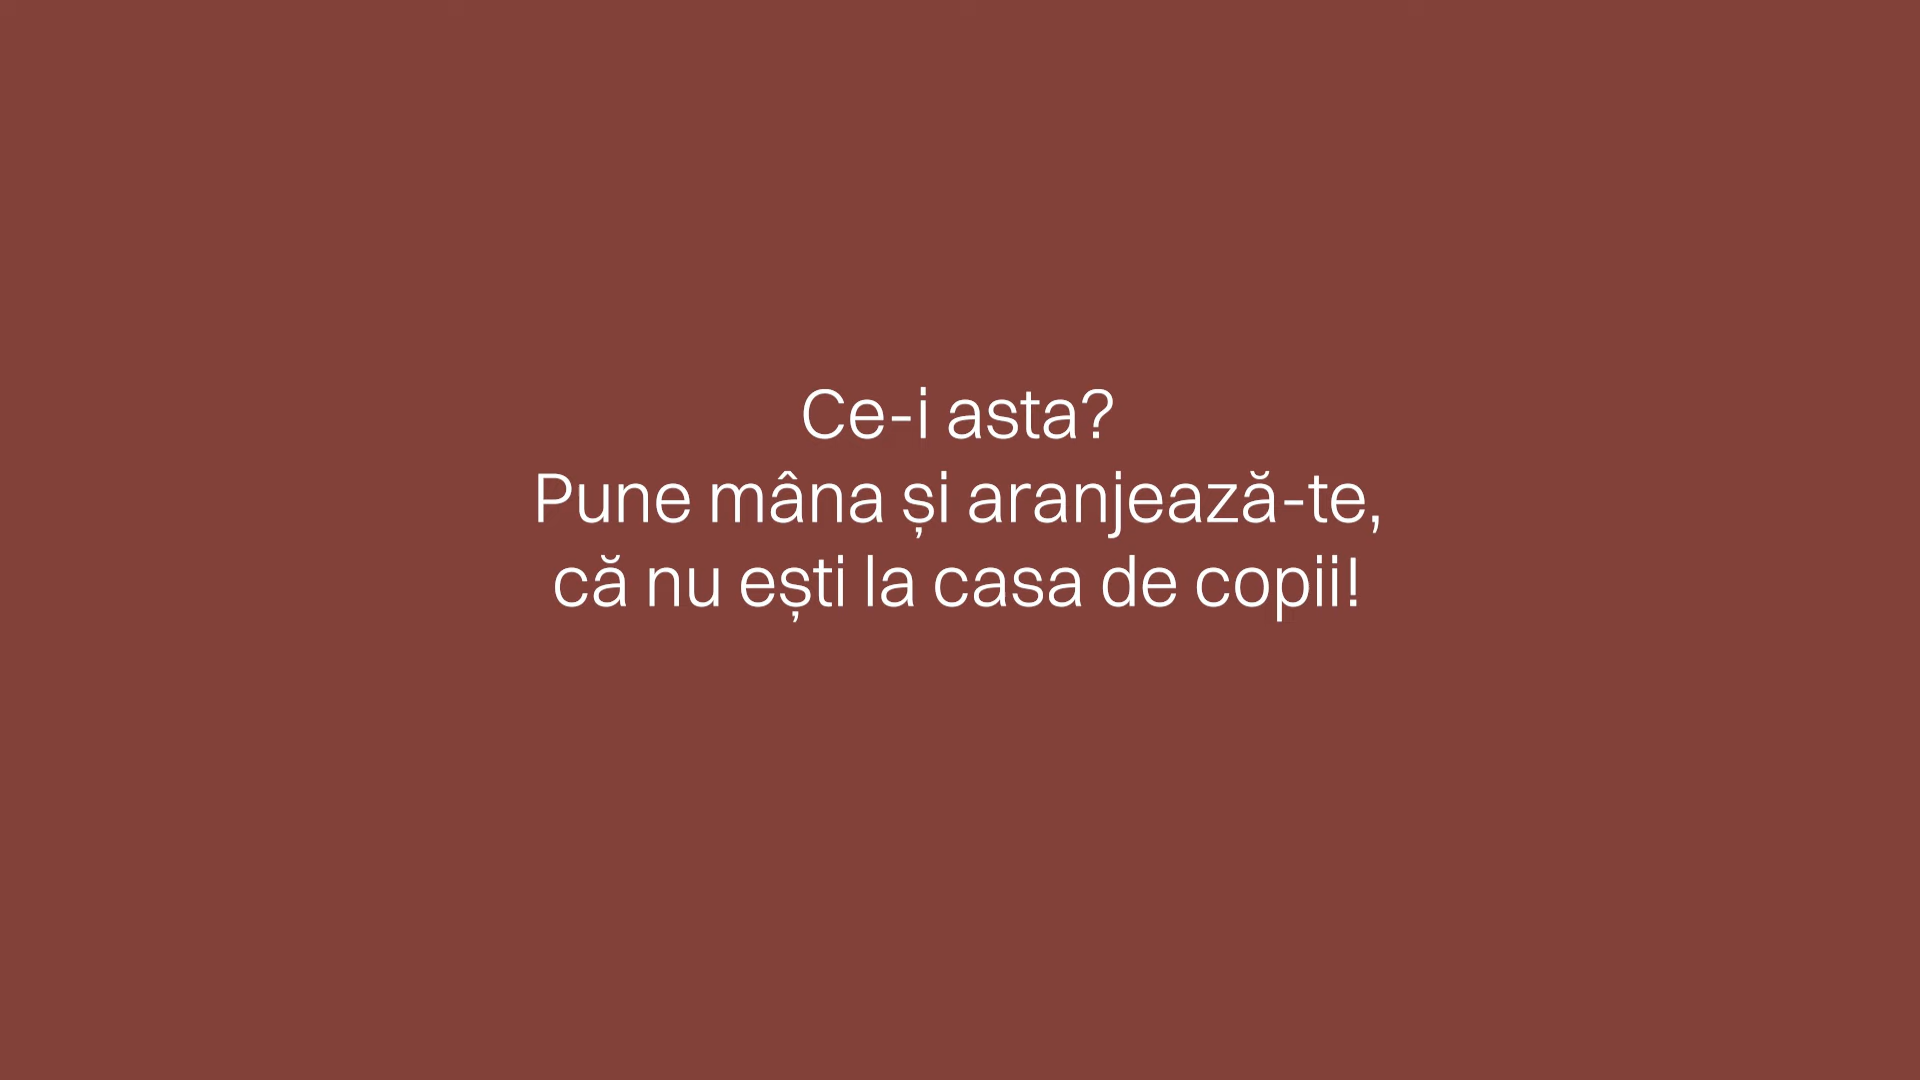 Ce-i asta?
Pune mâna și aranjează-te,
că nu ești la casa de copii!